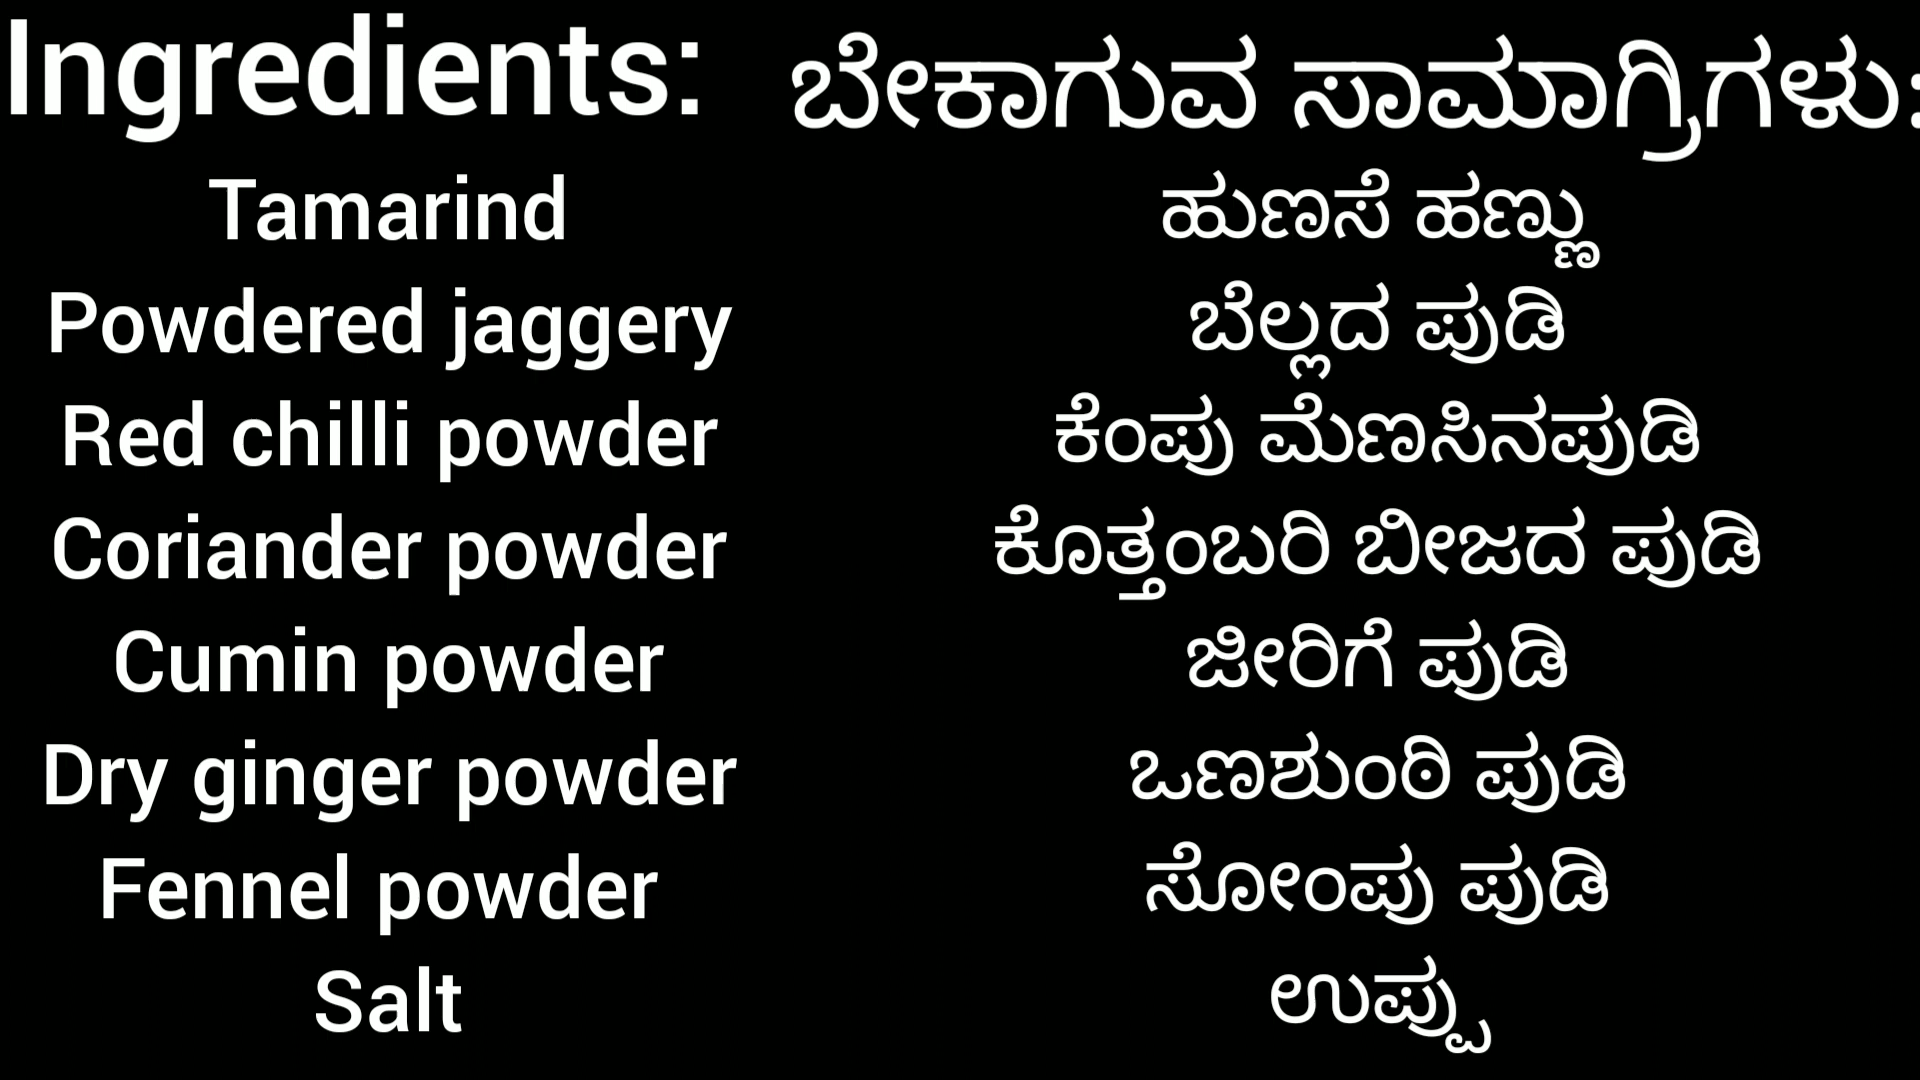 Ingredients:
Tamarind
Powdered jaggery
Red chilli powder
Coriander powder
Cumin powder
Dry ginger powder
Fennel powder
Salt
ಬೇಕಾಗುವ ಸಾಮಾಗ್ರಿಗಳು:
ಹುಣಸೆ ಹಣ್ಣು
ಬೆಲ್ಲದ ಪುಡಿ
ಕೆಂಪು ಮೆಣಸಿನಪುಡಿ
ಕೊತ್ತಂಬರಿ ಬೀಜದ ಪುಡಿ
ಜೀರಿಗೆ ಪುಡಿ
ಒಣಶುಂಠಿ ಪುಡಿ
ಸೋಂಪು ಪುಡಿ
ಉಪ್ಪು